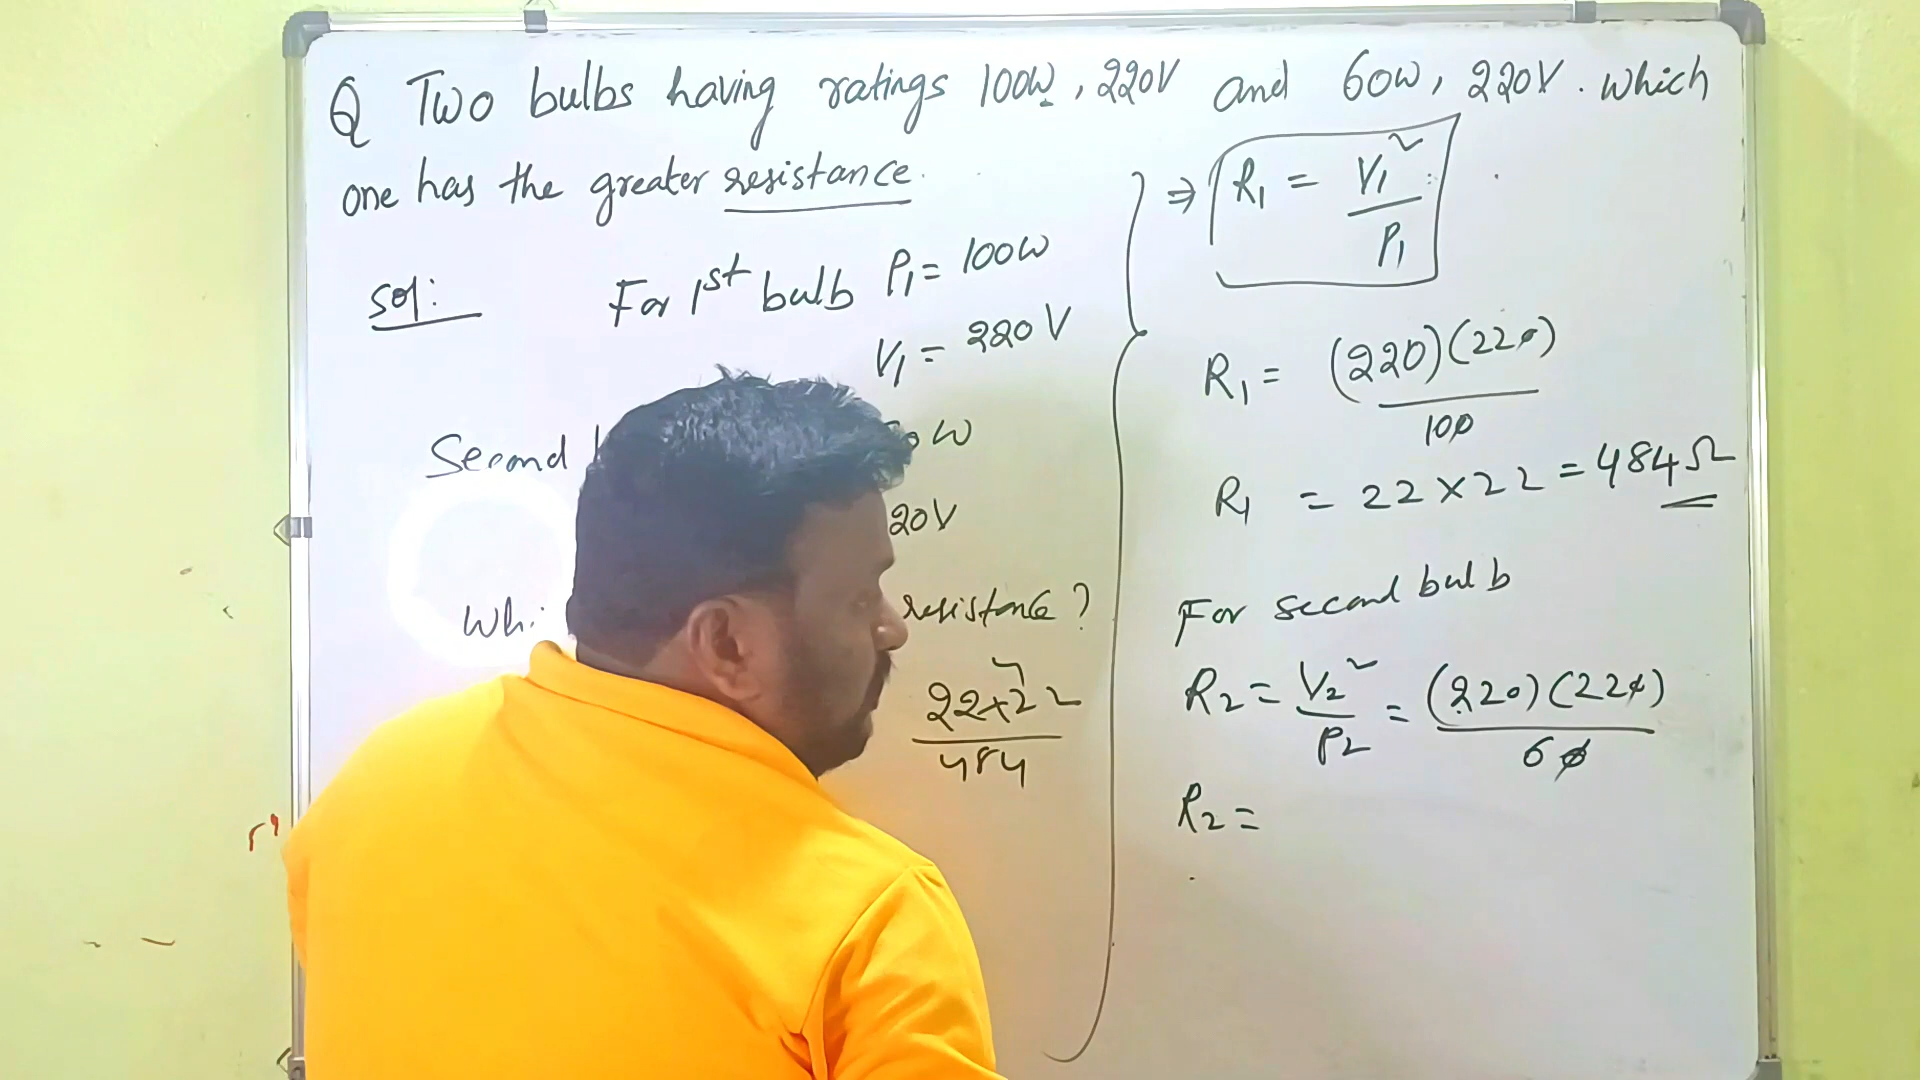 Q Two bulbs having ratings 100W, 220V and 60W, 220V. which
one has the greater resistance.
Sol:
For 1st bulb P1 = 100W
V1 = 220V
Second
W
20V
resistance?
22×22
484
⇒ R1 = V1²/P1
R1 = (220)(220)/100
R1 = 22×22 = 484Ω
For second bulb
R2 = V2²/P2 = (220)(220)/60
R2 =